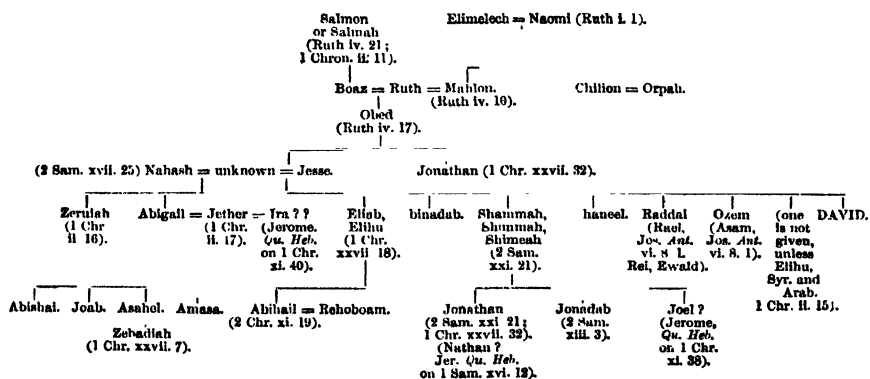 Salmon Elimelech = Naomi (Ruth i. 1).
or Salmah
(Ruth iv. 21 ;
1 Chron. ii. 11).
Boaz = Ruth = Mahlon. Chilion = Orpah.
(Ruth iv. 10).
Obed
(Ruth iv. 17).
(2 Sam. xvii. 25) Nahash = unknown = Jesse. Jonathan (1 Chr. xxvii. 32).
Zeruiah Abigail = Jether = Ira ? ? Eliab, binadab. Shammah, haneel. Raddai Ozem (one DAVID.
(1 Chr (1 Chr. (Jerome. Elihu Shimmah, (Rael, (Asam, is not
ii 16). ii. 17). Qu. Heb. (1 Chr. Shimeah Jos. Ant. Jos. Ant. given,
on 1 Chr. xxvii 18). (2 Sam. vi. 8 1. vi. 8. 1). unless
xi. 40). xxi. 21). Rei, Ewald). Elihu,
Syr. and
Arab.
1 Chr. ii. 15).
Abishai. Joab. Asahel. Amasa. Abihail = Rehoboam. Jonathan Jonadab Joel ?
(2 Chr. xi. 19). (2 Sam. xxi 21; (2 Sam. (Jerome,
Zebadiah 1 Chr. xxvii. 32). xiii. 3). Qu. Heb.
(1 Chr. xxvii. 7). (Nathan ? on 1 Chr.
Jer. Qu. Heb. xi. 38).
on 1 Sam. xvi. 12).